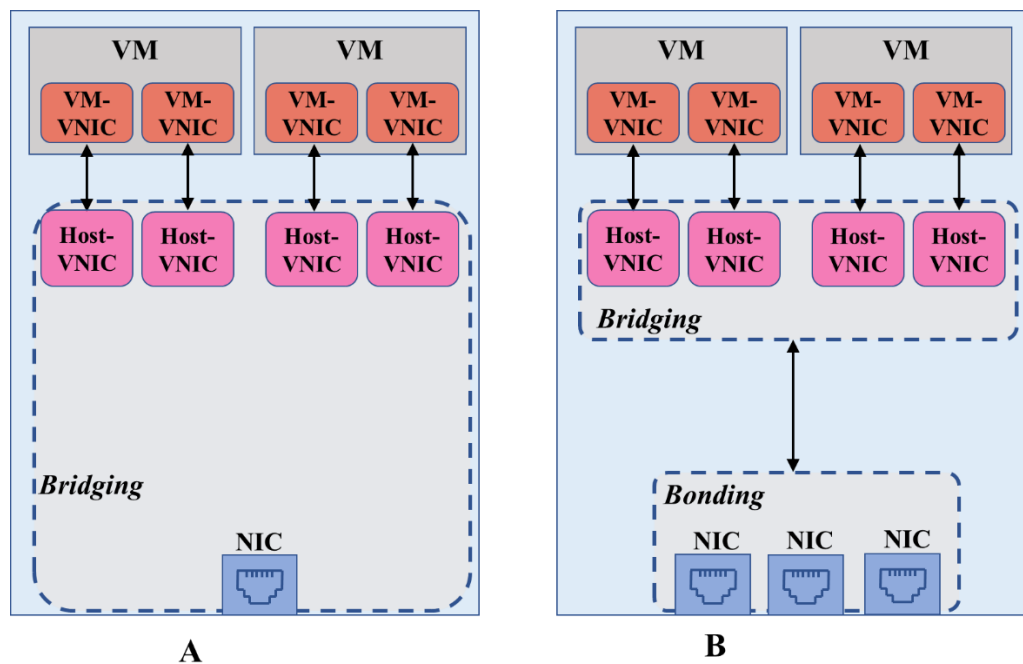 VM
VM
VM-
VNIC
VM-
VNIC
VM-
VNIC
VM-
VNIC
Host-
VNIC
Host-
VNIC
Host-
VNIC
Host-
VNIC
Bridging
NIC
A
VM
VM
VM-
VNIC
VM-
VNIC
VM-
VNIC
VM-
VNIC
Host-
VNIC
Host-
VNIC
Host-
VNIC
Host-
VNIC
Bridging
Bonding
NIC
NIC
NIC
B